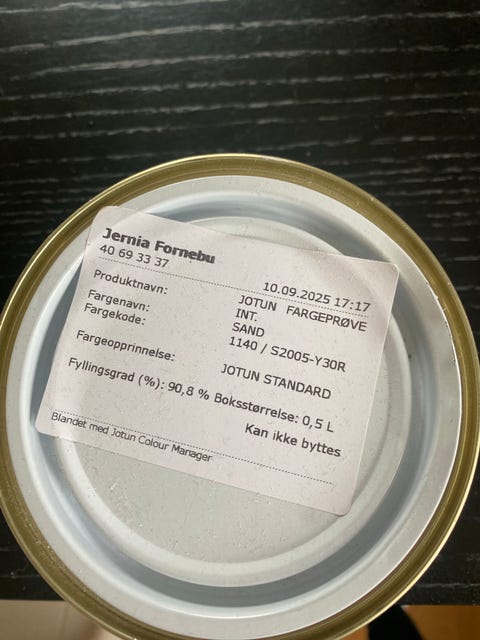 Jernia Fornebu
40 69 33 37
10.09.2025 17:17
Produktnavn: JOTUN FARGEPRØVE
INT.
Fargenavn: SAND
Fargekode: 1140 / S2005-Y30R
Fargeopprinnelse: JOTUN STANDARD
Fyllingsgrad (%): 90,8 % Boksstørrelse: 0,5 L
Kan ikke byttes
Blandet med Jotun Colour Manager